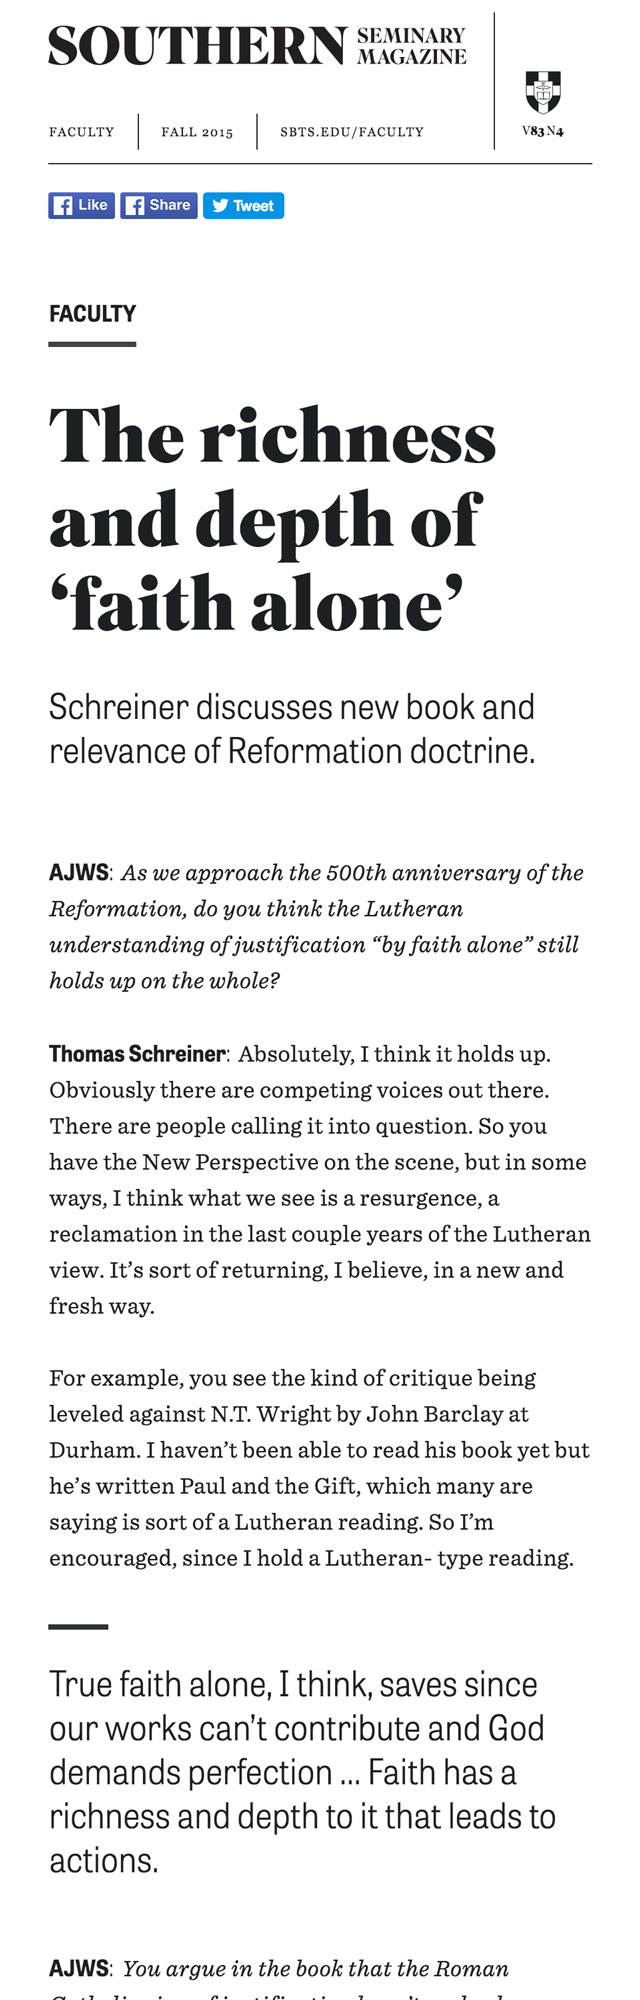 SOUTHERN SEMINARY MAGAZINE
FACULTY FALL 2015 SBTS.EDU/FACULTY V83 N4
Like Share Tweet
FACULTY
The richness
and depth of
‘faith alone’
Schreiner discusses new book and
relevance of Reformation doctrine.
AJWS: As we approach the 500th anniversary of the
Reformation, do you think the Lutheran
understanding of justification “by faith alone” still
holds up on the whole?
Thomas Schreiner: Absolutely, I think it holds up.
Obviously there are competing voices out there.
There are people calling it into question. So you
have the New Perspective on the scene, but in some
ways, I think what we see is a resurgence, a
reclamation in the last couple years of the Lutheran
view. It’s sort of returning, I believe, in a new and
fresh way.
For example, you see the kind of critique being
leveled against N.T. Wright by John Barclay at
Durham. I haven’t been able to read his book yet but
he’s written Paul and the Gift, which many are
saying is sort of a Lutheran reading. So I’m
encouraged, since I hold a Lutheran- type reading.
True faith alone, I think, saves since
our works can’t contribute and God
demands perfection ... Faith has a
richness and depth to it that leads to
actions.
AJWS: You argue in the book that the Roman